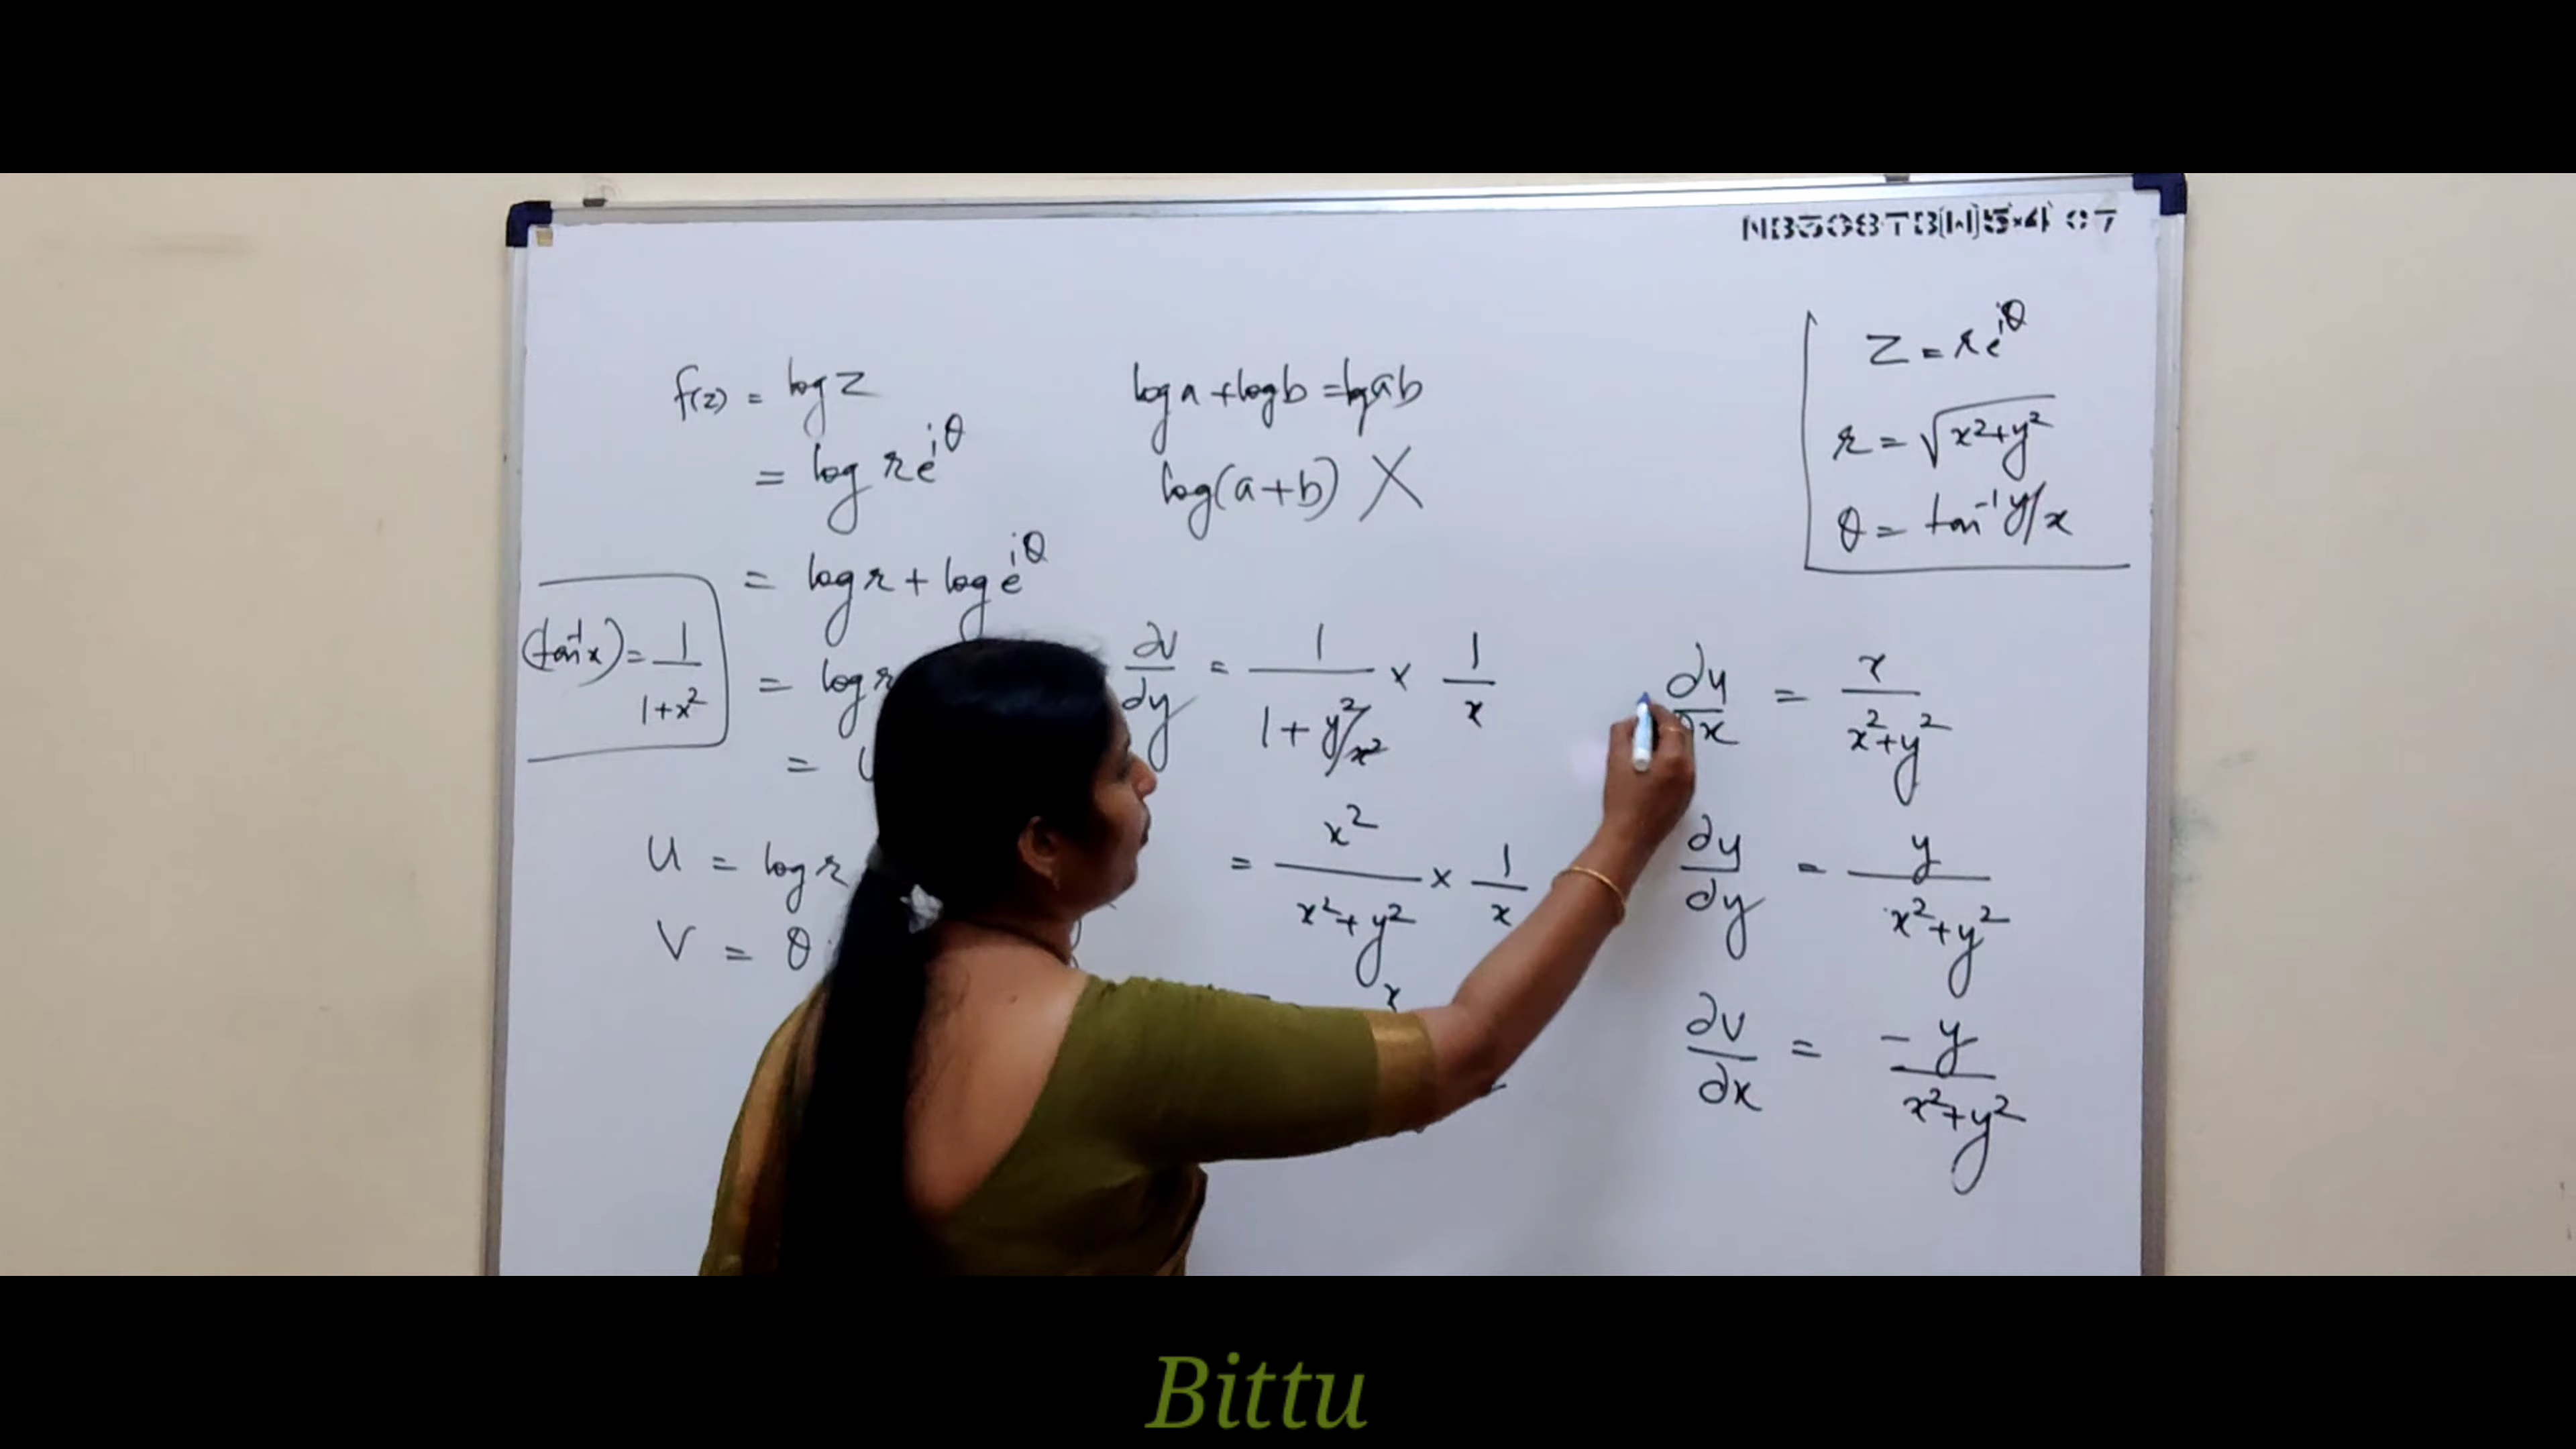 f(z) = log z
= log re^{iθ}
= log r + log e^{iθ}
= log r
=
u = log r
v = θ
(tan⁻¹x) = 1/(1+x²)
log a + log b = log ab
log(a+b) X
∂v/∂y = 1/(1+y²/x²) × 1/x
= x²/(x²+y²) × 1/x
x
z = re^{iθ}
r = √(x²+y²)
θ = tan⁻¹ y/x
∂u/∂x = x/(x²+y²)
∂u/∂y = y/(x²+y²)
∂v/∂x = -y/(x²+y²)
Bittu